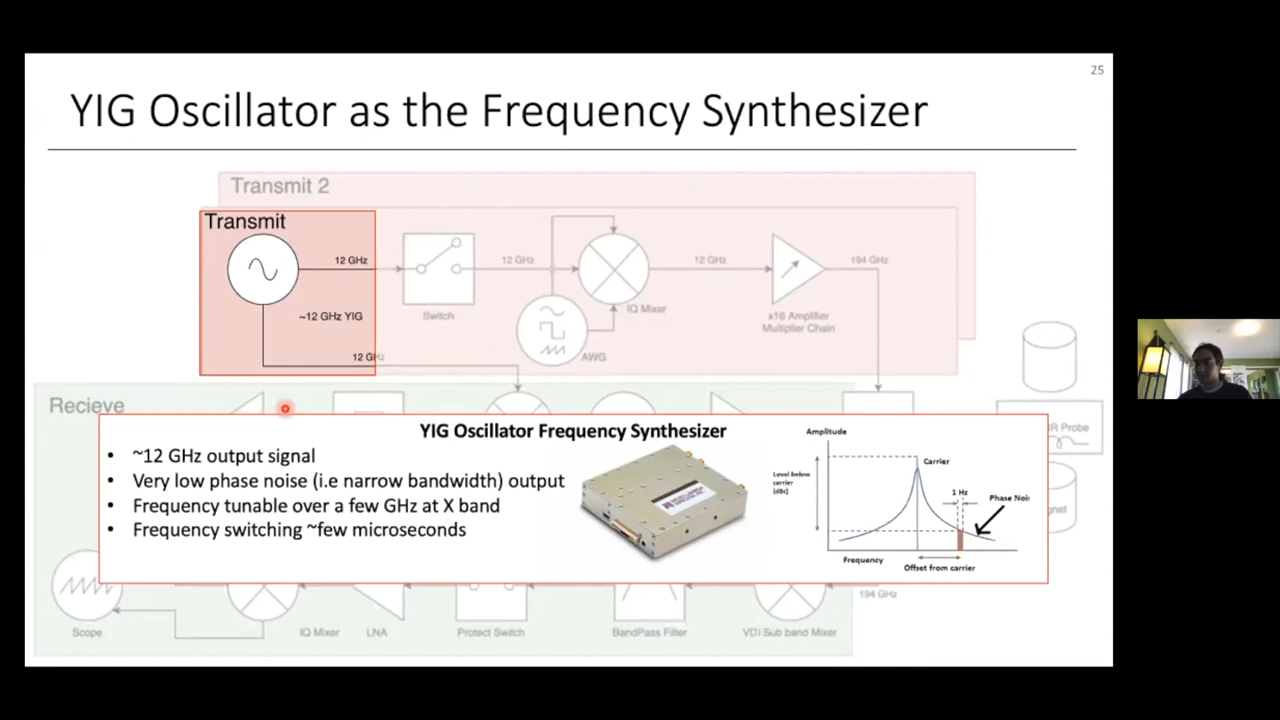 25
YIG Oscillator as the Frequency Synthesizer
Transmit 2
Transmit
12 GHz
12 GHz
12 GHz
194 GHz
~12 GHz YIG
Switch
IQ Mixer
x16 Amplifier
Multiplier Chain
12 GHz
AWG
Recieve
R Probe
YIG Oscillator Frequency Synthesizer
• ~12 GHz output signal
• Very low phase noise (i.e narrow bandwidth) output
• Frequency tunable over a few GHz at X band
• Frequency switching ~few microseconds
Amplitude
Carrier
Level below
carrier
(dBc)
1 Hz
Phase Noi
Frequency
Offset from carrier
gnet
194 GHz
Scope
IQ Mixer
LNA
Protect Switch
BandPass Filter
VDi Sub band Mixer